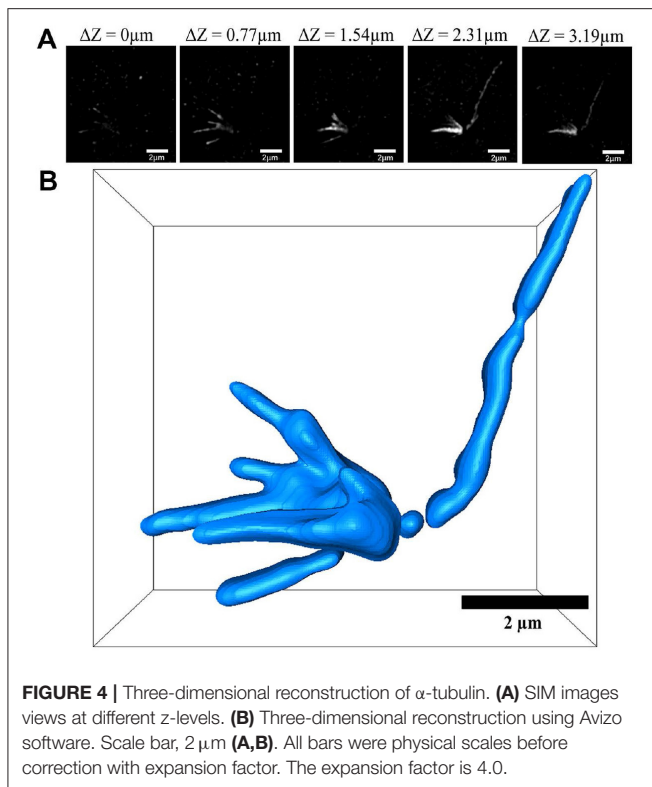 A
ΔZ = 0µm ΔZ = 0.77µm ΔZ = 1.54µm ΔZ = 2.31µm ΔZ = 3.19µm
2µm 2µm 2µm 2µm 2µm
B
2 µm
FIGURE 4 | Three-dimensional reconstruction of α-tubulin. (A) SIM images
views at different z-levels. (B) Three-dimensional reconstruction using Avizo
software. Scale bar, 2 µm (A,B). All bars were physical scales before
correction with expansion factor. The expansion factor is 4.0.